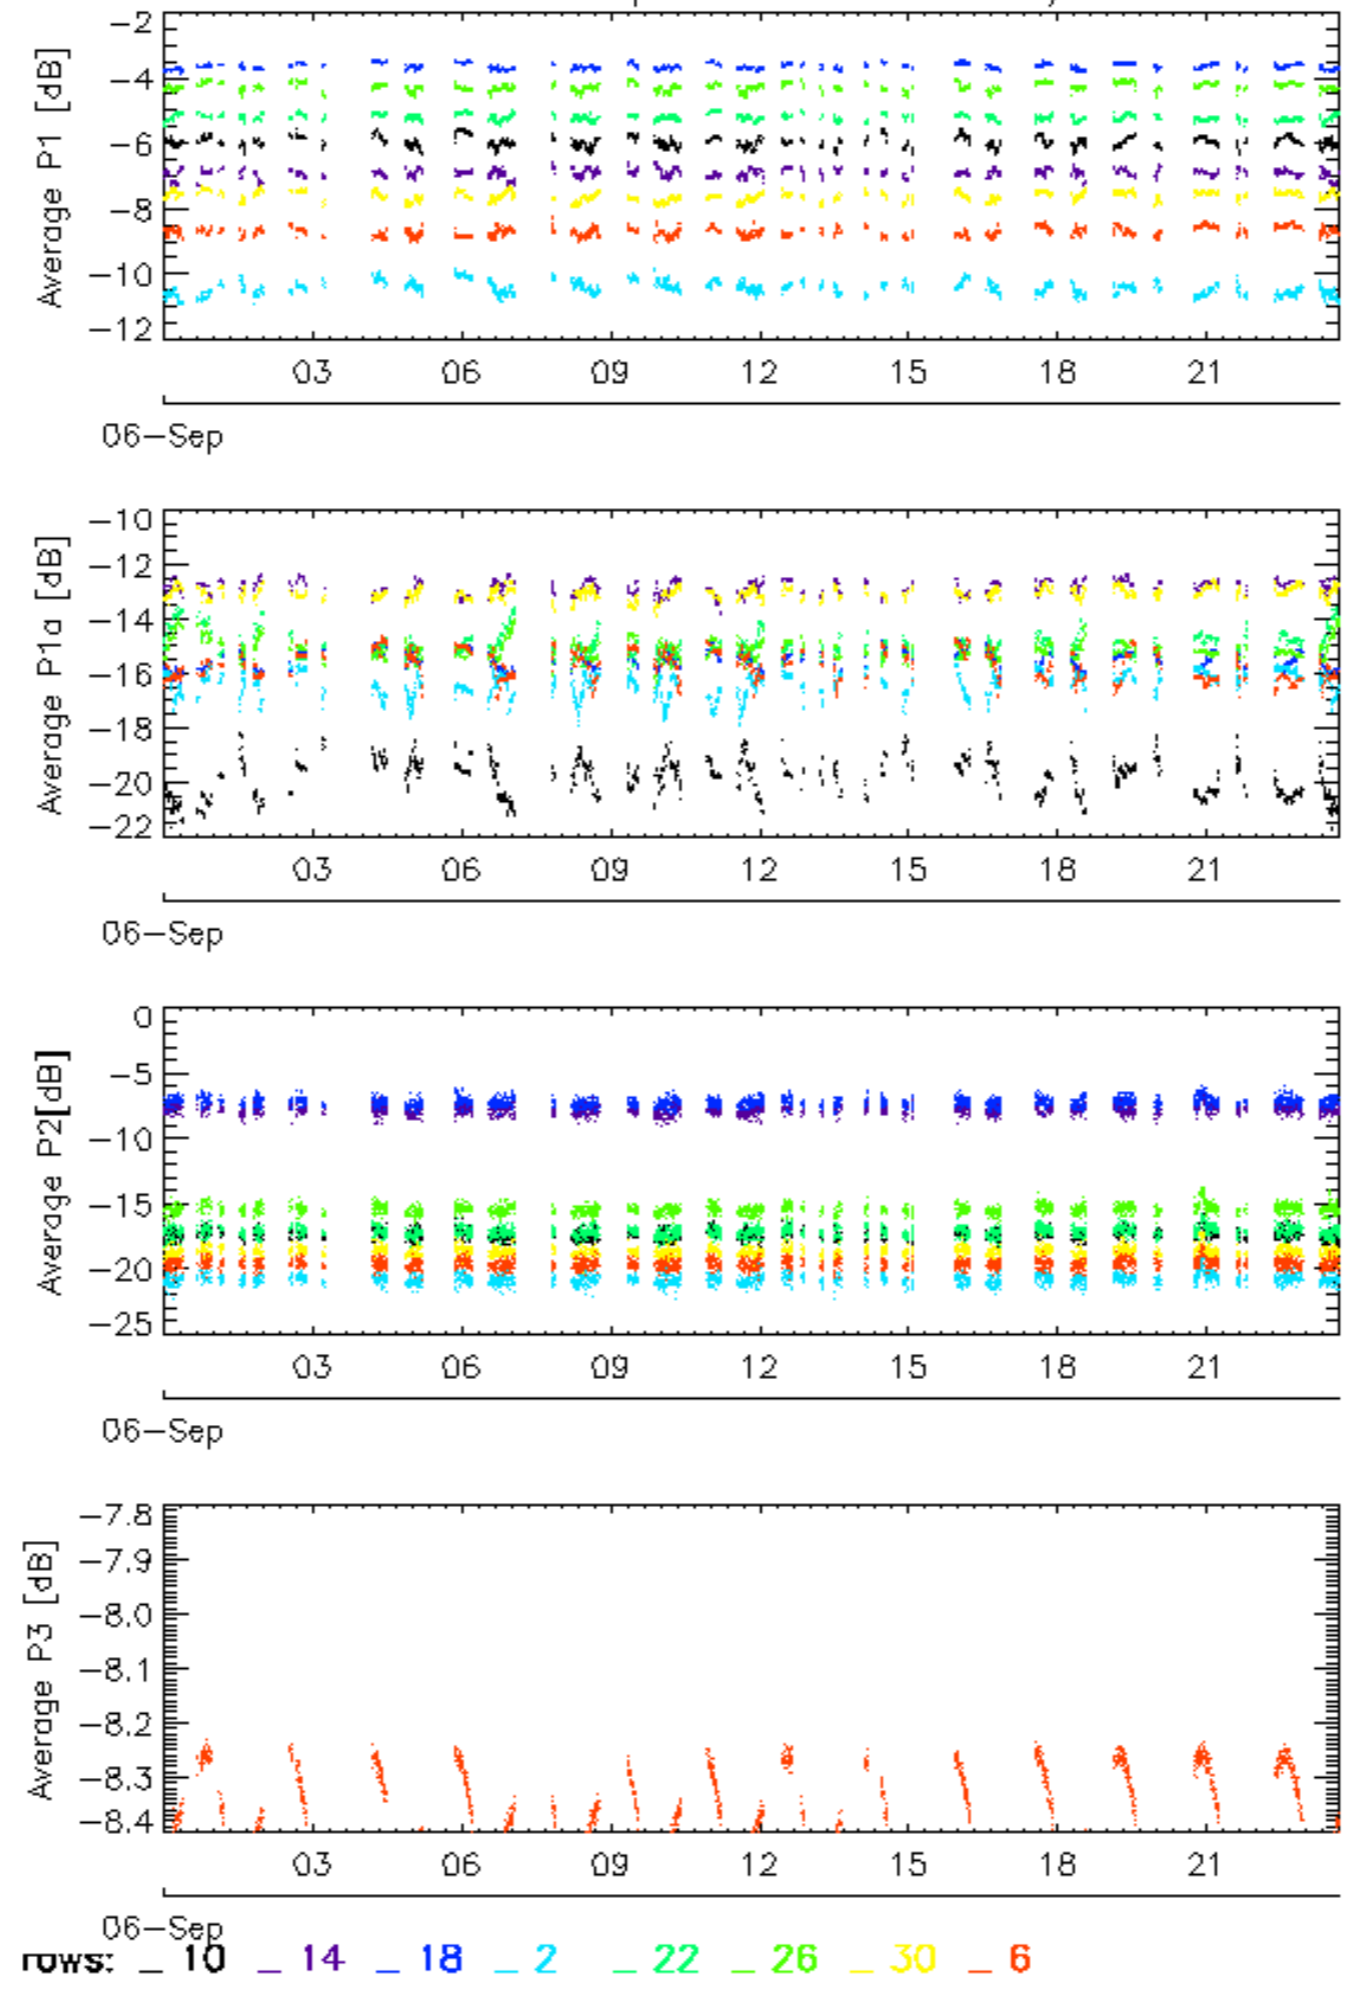 Average P1 [dB]
−2
−4
−6
−8
−10
−12
03 06 09 12 15 18 21
06−Sep
Average P1a [dB]
−10
−12
−14
−16
−18
−20
−22
03 06 09 12 15 18 21
06−Sep
Average P2[dB]
0
−5
−10
−15
−20
−25
03 06 09 12 15 18 21
06−Sep
Average P3 [dB]
−7.8
−7.9
−8.0
−8.1
−8.2
−8.3
−8.4
03 06 09 12 15 18 21
06−Sep
rows: _ 10 _ 14 _ 18 _ 2 _ 22 _ 26 _ 30 _ 6